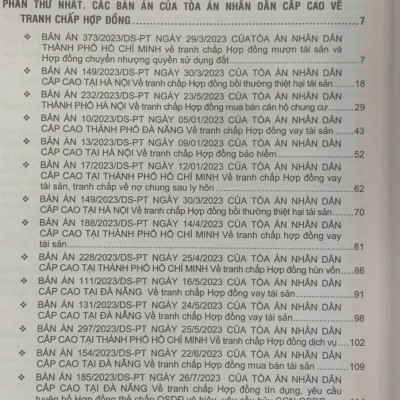 PHẦN THỨ NHẤT. CÁC BẢN ÁN CỦA TÒA ÁN NHÂN DÂN CẤP CAO VỀ
TRANH CHẤP HỢP ĐỒNG ........ 7
❖ BẢN ÁN 373/2023/DS-PT NGÀY 29/3/2023 CỦATÒA ÁN NHÂN DÂN
THÀNH PHỐ HỒ CHÍ MINH về tranh chấp Hợp đồng mượn tài sản và
Hợp đồng chuyển nhượng quyền sử dụng đất ........ 7
❖ BẢN ÁN 149/2023/DS-PT NGÀY 30/3/2023 CỦA TÒA ÁN NHÂN DÂN
CẤP CAO TẠI HÀ NỘI Về tranh chấp Hợp đồng bồi thường thiệt hại tài sản ........ 18
❖ BẢN ÁN 232/2023/DS-PT NGÀY 23/5/2023 CỦA TÒA ÁN NHÂN DÂN
THÀNH PHỐ HÀ NỘI Về tranh chấp Hợp đồng mua bán căn hộ chung cư ........ 29
❖ BẢN ÁN 10/2023/DS-PT NGÀY 05/01/2023 CỦA TÒA ÁN NHÂN DÂN
CẤP CAO THÀNH PHỐ ĐÀ NẴNG Về tranh chấp Hợp đồng vay tài sản ........ 43
❖ BẢN ÁN 13/2023/DS-PT NGÀY 09/01/2023 CỦA TÒA ÁN NHÂN DÂN
CẤP CAO TẠI HÀ NỘI Về tranh chấp Hợp đồng bảo hiểm ........ 52
❖ BẢN ÁN 17/2023/DS-PT NGÀY 12/01/2023 CỦA TÒA ÁN NHÂN DÂN
CẤP CAO TẠI THÀNH PHỐ HỒ CHÍ MINH Về tranh chấp Hợp đồng vay
tài sản, tranh chấp về nợ chung sau ly hôn ........ 62
❖ BẢN ÁN 149/2023/DS-PT NGÀY 30/3/2023 CỦA TÒA ÁN NHÂN DÂN
CẤP CAO TẠI HÀ NỘI Về tranh chấp Hợp đồng bồi thường thiệt hại tài sản ........ 70
❖ BẢN ÁN 188/2023/DS-PT NGÀY 14/4/2023 CỦA TÒA ÁN NHÂN DÂN
CẤP CAO TẠI THÀNH PHỐ HỒ CHÍ MINH Về tranh chấp Hợp đồng vay
tài sản ........ 81
❖ BẢN ÁN 228/2023/DS-PT NGÀY 25/4/2023 CỦA TÒA ÁN NHÂN DÂN
CẤP CAO TẠI THÀNH PHỐ HỒ CHÍ MINH Về tranh chấp Hợp đồng hùn vốn ........ 86
❖ BẢN ÁN 111/2023/DS-PT NGÀY 16/5/2023 CỦA TÒA ÁN NHÂN DÂN
CẤP CAO TẠI ĐÀ NẴNG Về tranh chấp Hợp đồng vay tài sản ........ 91
❖ BẢN ÁN 131/2023/DS-PT NGÀY 24/5/2023 CỦA TÒA ÁN NHÂN DÂN
CẤP CAO TẠI ĐÀ NẴNG Về tranh chấp Hợp đồng vay tài sản ........ 98
❖ BẢN ÁN 297/2023/DS-PT NGÀY 25/5/2023 CỦA TÒA ÁN NHÂN DÂN
CẤP CAO TẠI THÀNH PHỐ HỒ CHÍ MINH Về tranh chấp Hợp đồng dịch vụ ........ 102
❖ BẢN ÁN 154/2023/DS-PT NGÀY 22/6/2023 CỦA TÒA ÁN NHÂN DÂN
CẤP CAO TẠI ĐÀ NẴNG Về tranh chấp Hợp đồng mua bán tài sản ........ 109
❖ BẢN ÁN 185/2023/DS-PT NGÀY 26/7/2023 CỦA TÒA ÁN NHÂN DÂN
CẤP CAO TẠI ĐÀ NẴNG Về tranh chấp Hợp đồng tín dụng, yêu cầu
tuyên bố Hợp đồng thế chấp QSDĐ vô hiệu, yêu cầu hủy GCN QSDĐ